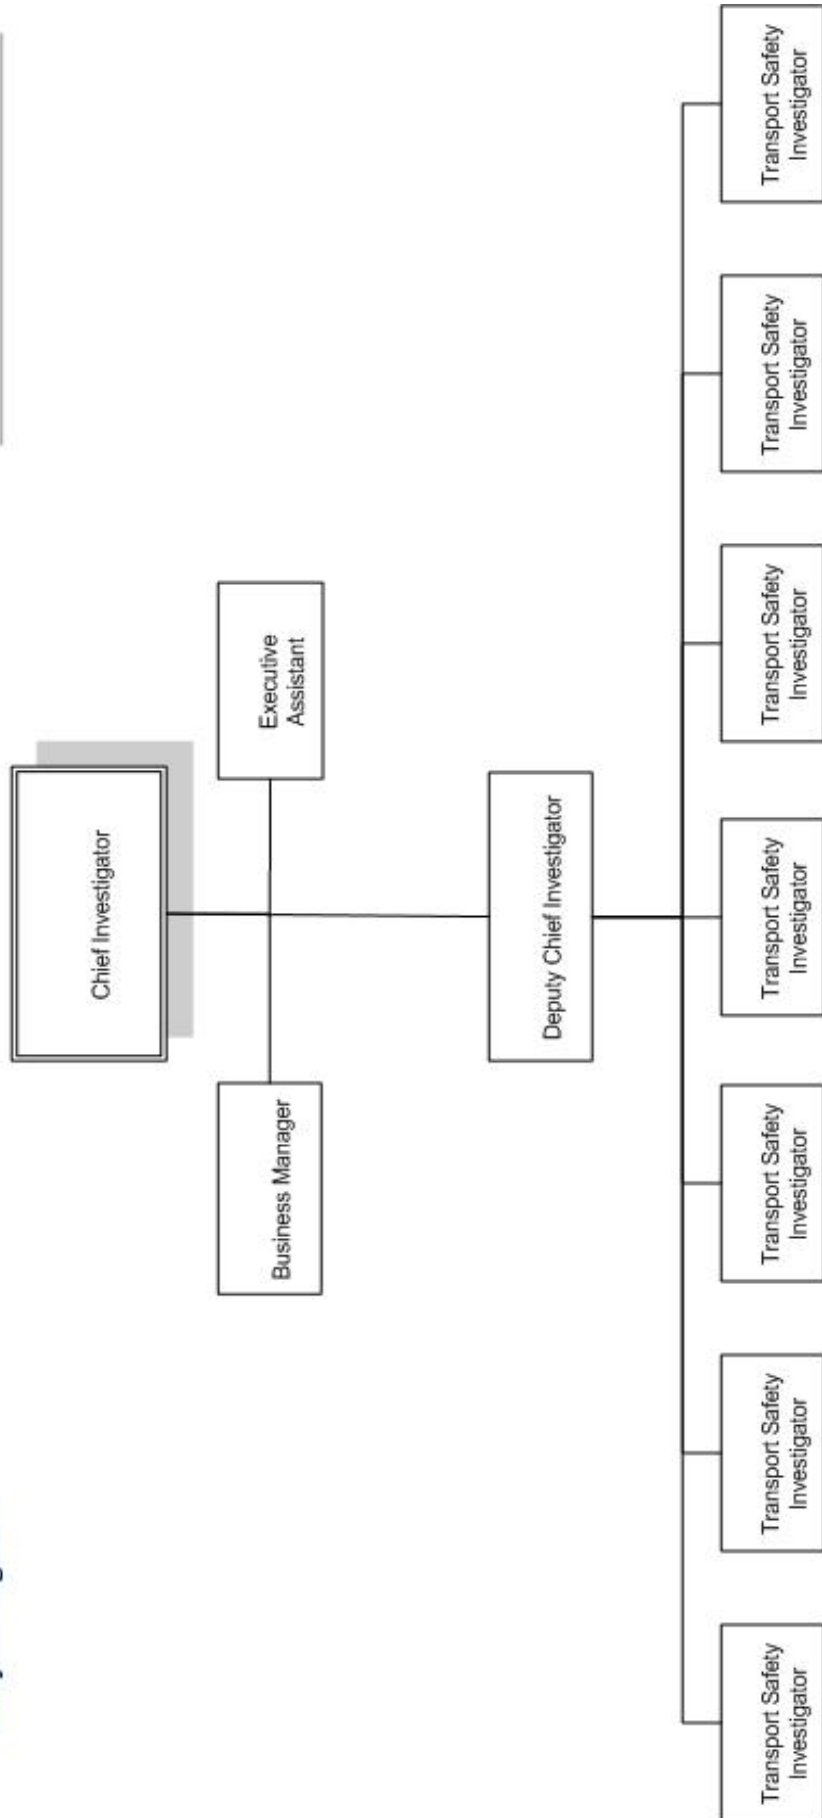 Chief Investigator
Business Manager
Executive
Assistant
Deputy Chief Investigator
Transport Safety
Investigator
Transport Safety
Investigator
Transport Safety
Investigator
Transport Safety
Investigator
Transport Safety
Investigator
Transport Safety
Investigator
Transport Safety
Investigator